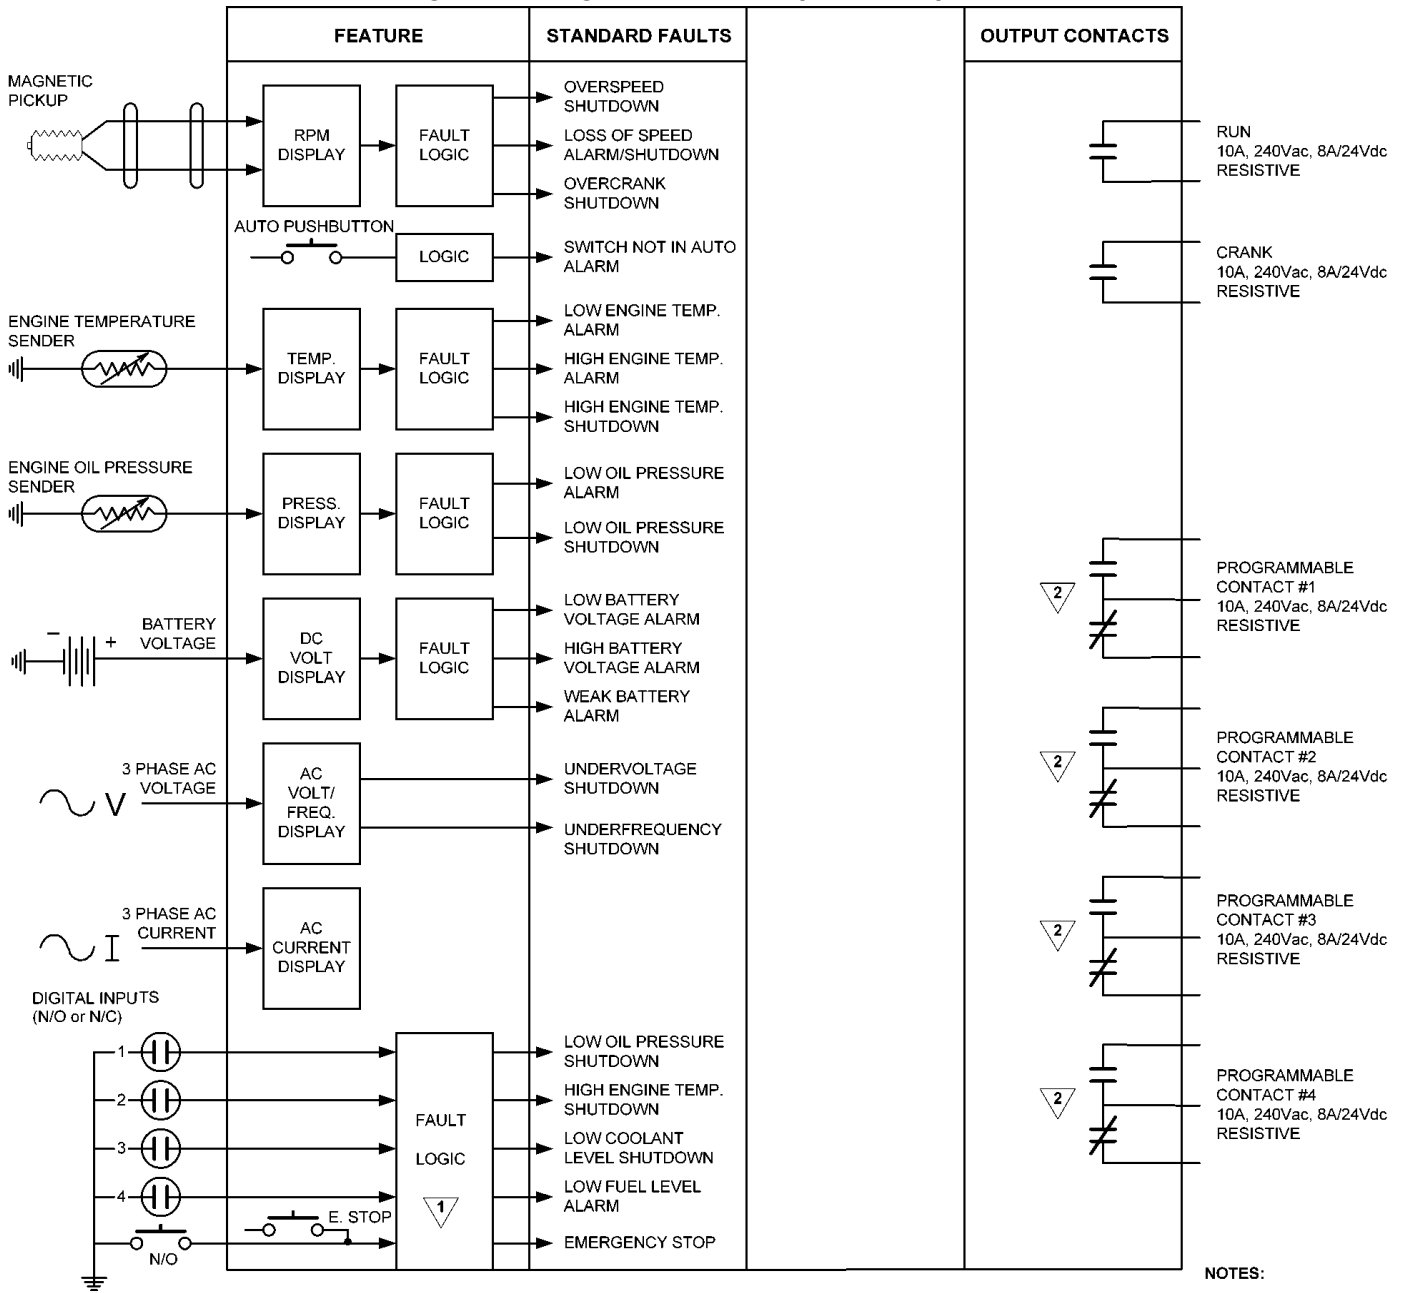 FEATURE
STANDARD FAULTS
OUTPUT CONTACTS
MAGNETIC
PICKUP
RPM
DISPLAY
FAULT
LOGIC
OVERSPEED
SHUTDOWN
LOSS OF SPEED
ALARM/SHUTDOWN
OVERCRANK
SHUTDOWN
RUN
10A, 240Vac, 8A/24Vdc
RESISTIVE
AUTO PUSHBUTTON
LOGIC
SWITCH NOT IN AUTO
ALARM
CRANK
10A, 240Vac, 8A/24Vdc
RESISTIVE
ENGINE TEMPERATURE
SENDER
TEMP.
DISPLAY
FAULT
LOGIC
LOW ENGINE TEMP.
ALARM
HIGH ENGINE TEMP.
ALARM
HIGH ENGINE TEMP.
SHUTDOWN
ENGINE OIL PRESSURE
SENDER
PRESS.
DISPLAY
FAULT
LOGIC
LOW OIL PRESSURE
ALARM
LOW OIL PRESSURE
SHUTDOWN
2
PROGRAMMABLE
CONTACT #1
10A, 240Vac, 8A/24Vdc
RESISTIVE
− +
BATTERY
VOLTAGE
DC
VOLT
DISPLAY
FAULT
LOGIC
LOW BATTERY
VOLTAGE ALARM
HIGH BATTERY
VOLTAGE ALARM
WEAK BATTERY
ALARM
2
PROGRAMMABLE
CONTACT #2
10A, 240Vac, 8A/24Vdc
RESISTIVE
3 PHASE AC
VOLTAGE
V
AC
VOLT/
FREQ.
DISPLAY
UNDERVOLTAGE
SHUTDOWN
UNDERFREQUENCY
SHUTDOWN
2
PROGRAMMABLE
CONTACT #3
10A, 240Vac, 8A/24Vdc
RESISTIVE
3 PHASE AC
CURRENT
I
AC
CURRENT
DISPLAY
DIGITAL INPUTS
(N/O or N/C)
1
2
3
4
N/O
E. STOP
FAULT
LOGIC
1
LOW OIL PRESSURE
SHUTDOWN
HIGH ENGINE TEMP.
SHUTDOWN
LOW COOLANT
LEVEL SHUTDOWN
LOW FUEL LEVEL
ALARM
EMERGENCY STOP
2
PROGRAMMABLE
CONTACT #4
10A, 240Vac, 8A/24Vdc
RESISTIVE
NOTES: